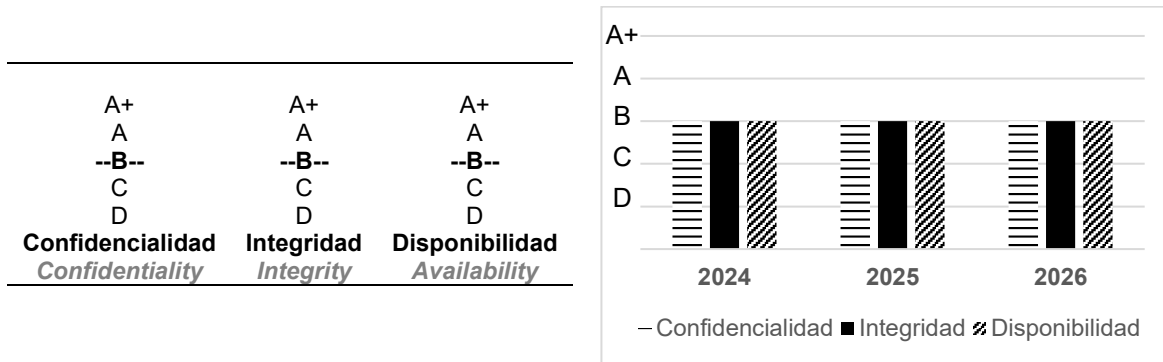 A+ A+ A+
A A A
--B-- --B-- --B--
C C C
D D D
Confidencialidad Integridad Disponibilidad
Confidentiality Integrity Availability
A+
A
B
C
D
2024 2025 2026
Confidencialidad Integridad Disponibilidad